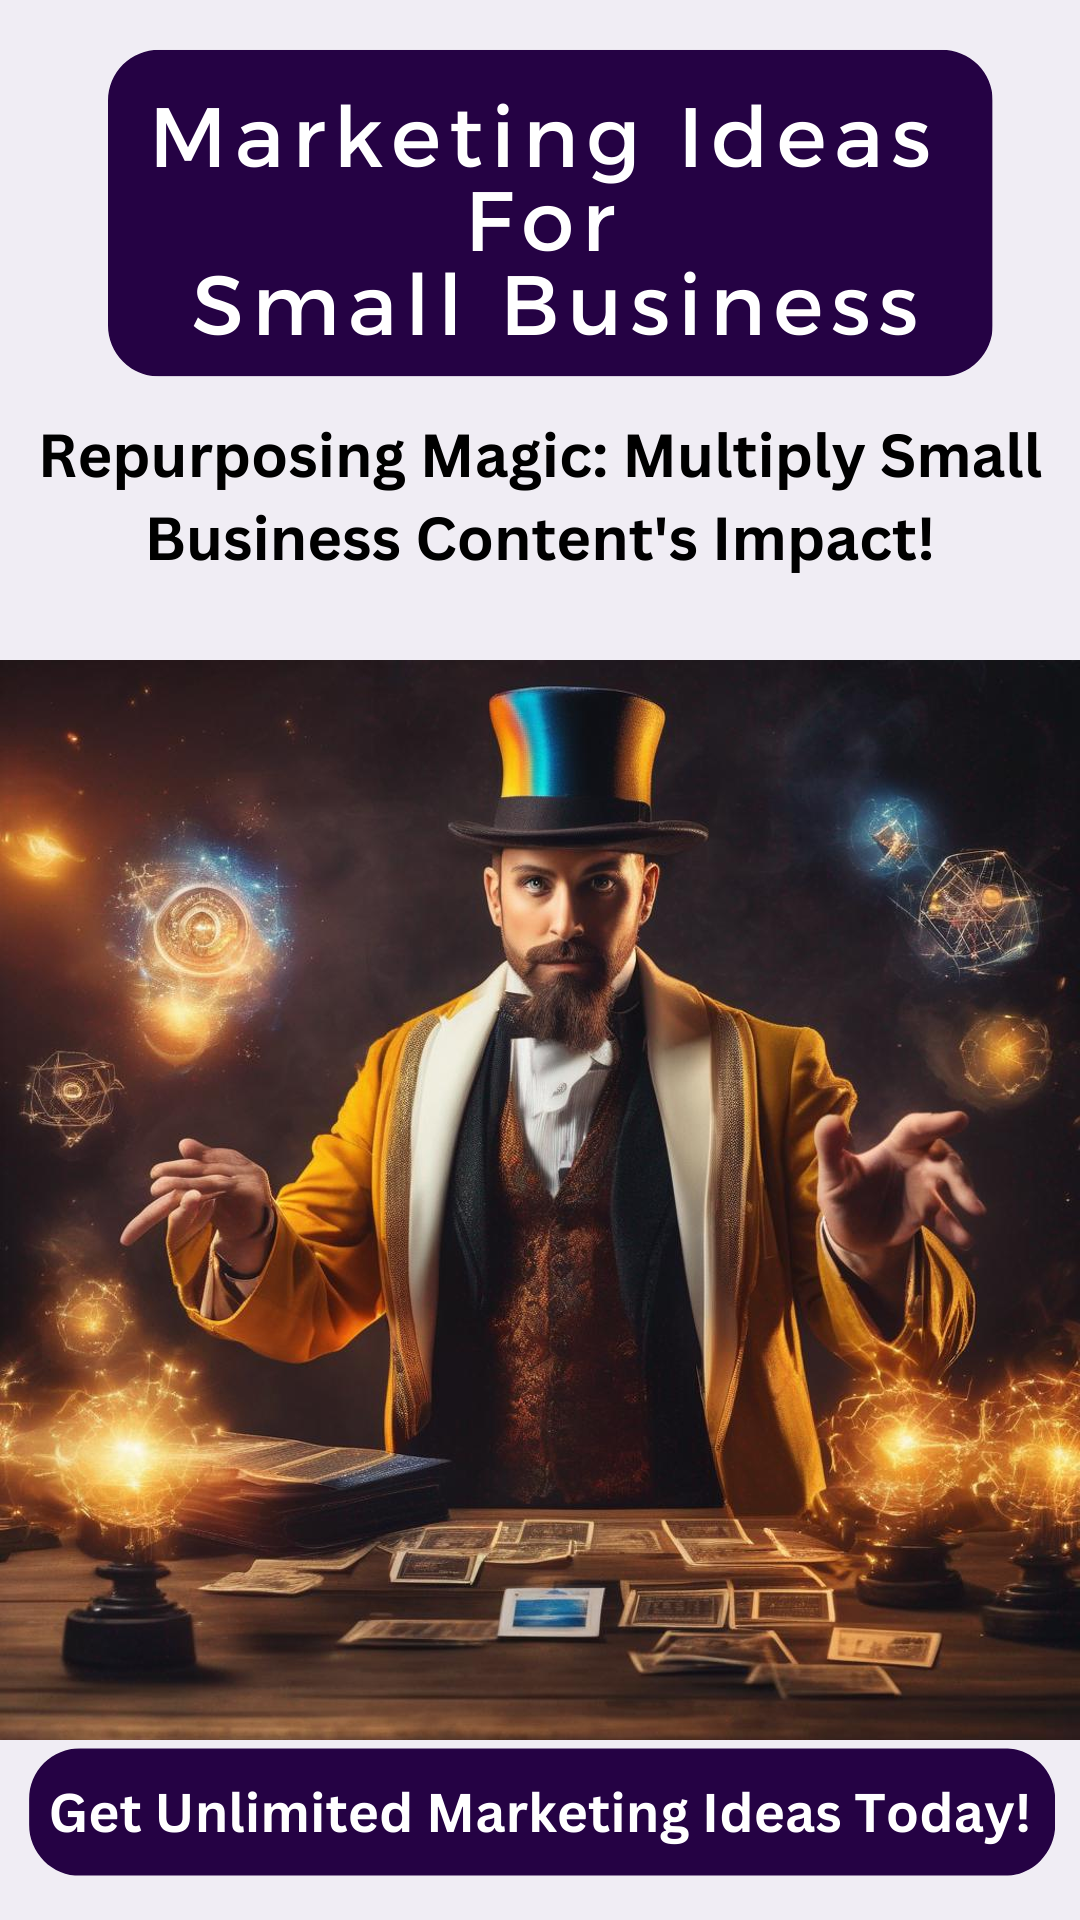 Marketing Ideas
For
Small Business
Repurposing Magic: Multiply Small
Business Content's Impact!
Get Unlimited Marketing Ideas Today!